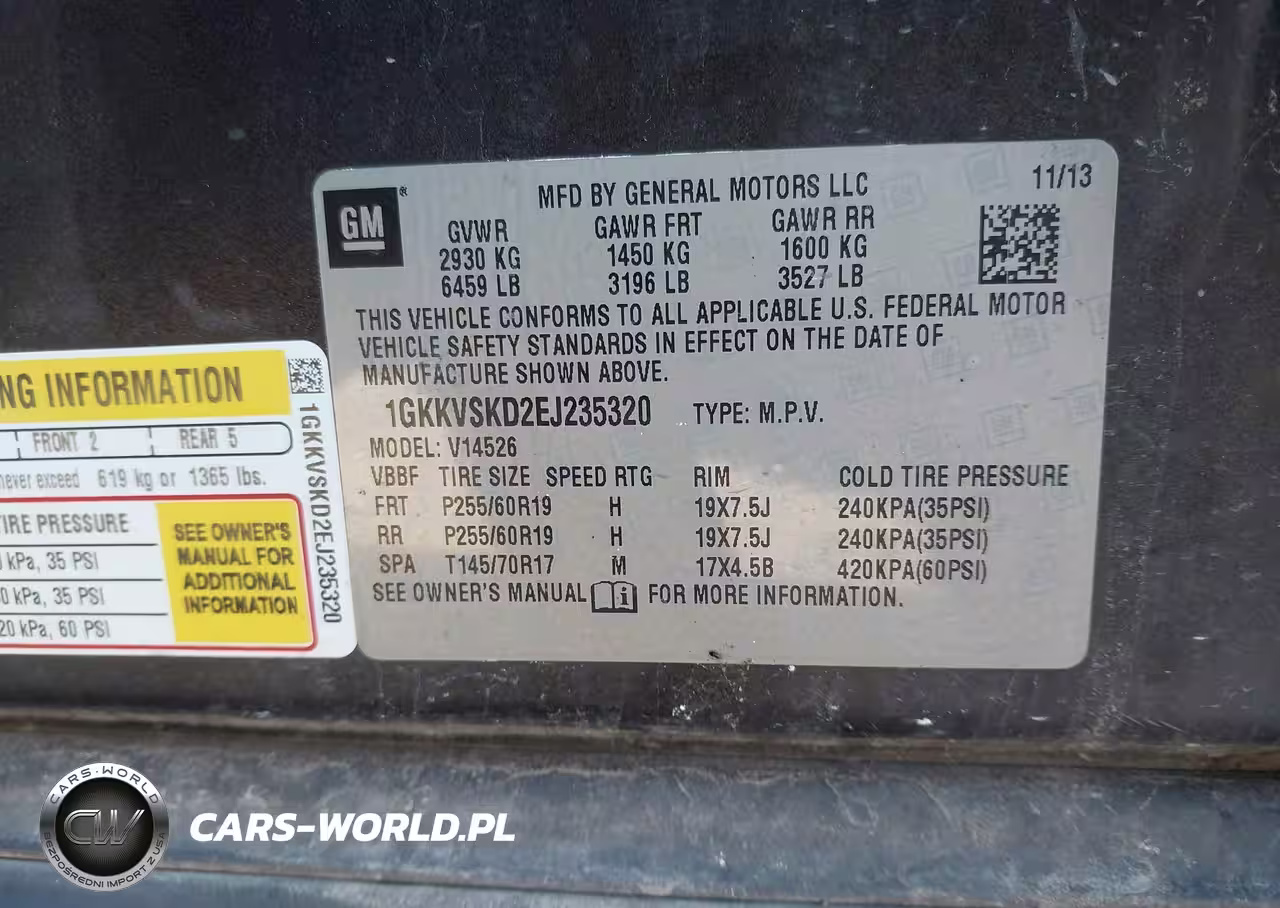 GM®
MFD BY GENERAL MOTORS LLC
11/13
GVWR GAWR FRT GAWR RR
2930 KG 1450 KG 1600 KG
6459 LB 3196 LB 3527 LB
THIS VEHICLE CONFORMS TO ALL APPLICABLE U.S. FEDERAL MOTOR
VEHICLE SAFETY STANDARDS IN EFFECT ON THE DATE OF
MANUFACTURE SHOWN ABOVE.
1GKKVSKD2EJ235320 TYPE: M.P.V.
MODEL: V14526
VBBF TIRE SIZE SPEED RTG RIM COLD TIRE PRESSURE
FRT P255/60R19 H 19X7.5J 240KPA(35PSI)
RR P255/60R19 H 19X7.5J 240KPA(35PSI)
SPA T145/70R17 M 17X4.5B 420KPA(60PSI)
SEE OWNER'S MANUAL FOR MORE INFORMATION.
NG INFORMATION
FRONT 2 REAR 5
never exceed 619 kg or 1365 lbs.
TIRE PRESSURE
kPa, 35 PSI
0 kPa, 35 PSI
20 kPa, 60 PSI
SEE OWNER'S
MANUAL FOR
ADDITIONAL
INFORMATION
1GKKVSKD2EJ235320
CARS-WORLD
CW
BEZPOŚREDNI IMPORT Z USA
CARS-WORLD.PL